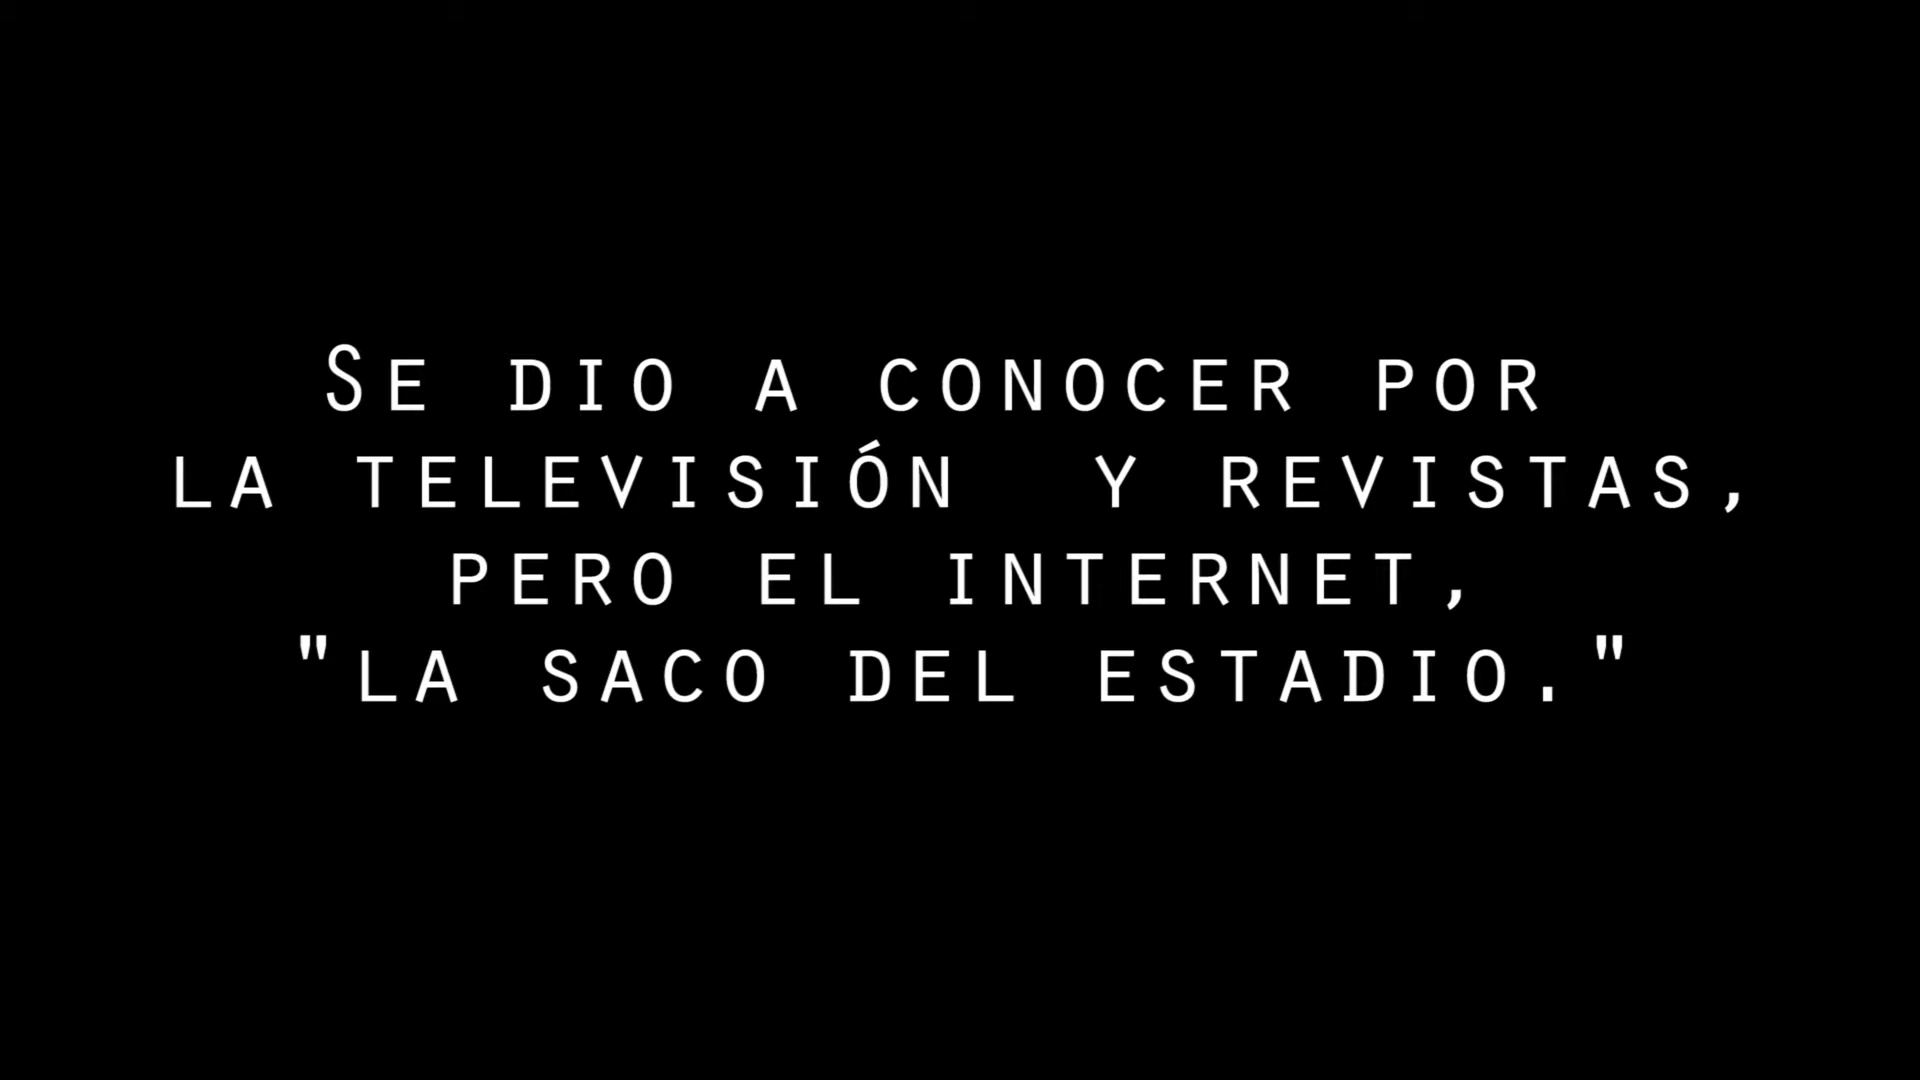 Se dio a conocer por
la televisión y revistas,
pero el internet,
"la saco del estadio."